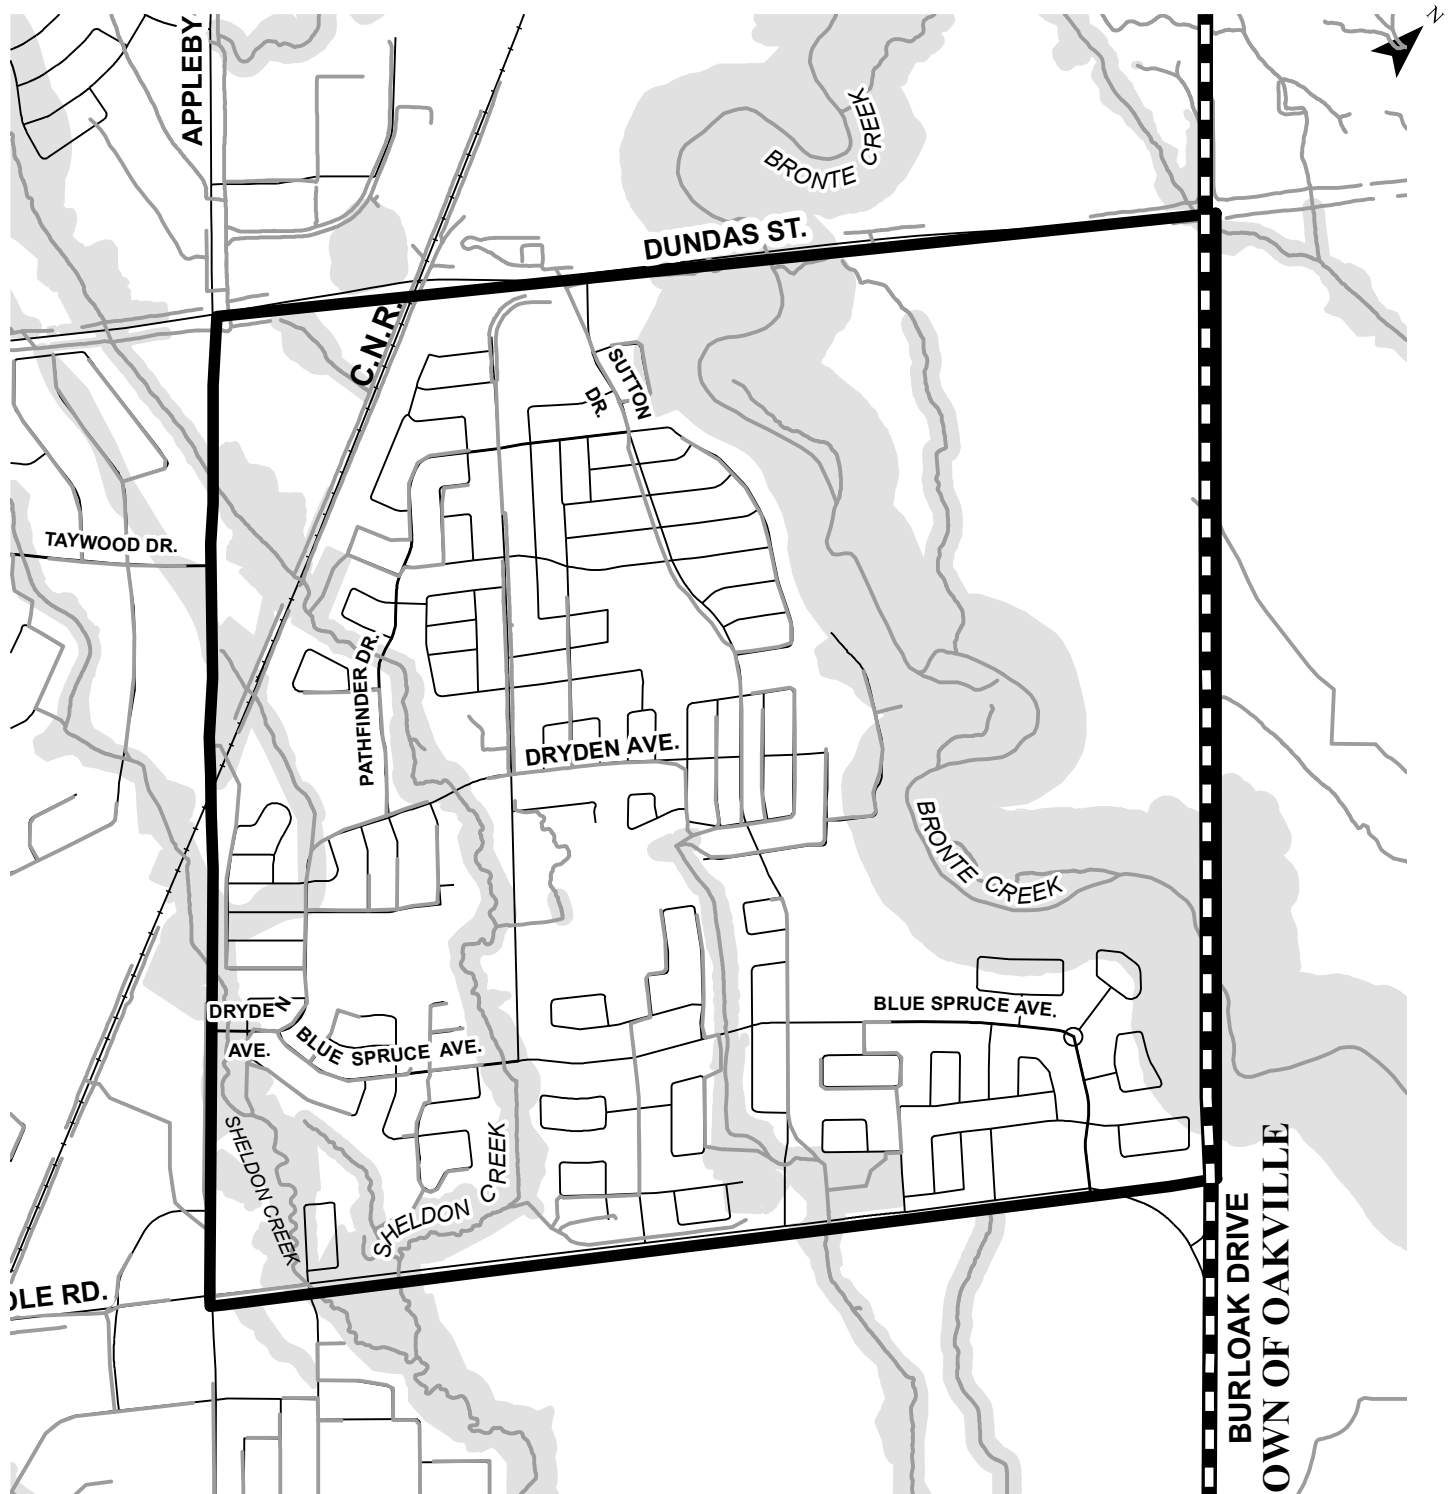 N
APPLEBY
BRONTE CREEK
DUNDAS ST.
C.N.R.
SUTTON
DR.
TAYWOOD DR.
PATHFINDER DR.
DRYDEN AVE.
BRONTE CREEK
DRYDEN
AVE.
BLUE SPRUCE AVE.
BLUE SPRUCE AVE.
SHELDON CREEK
SHELDON CREEK
OLE RD.
BURLOAK DRIVE
OWN OF OAKVILLE